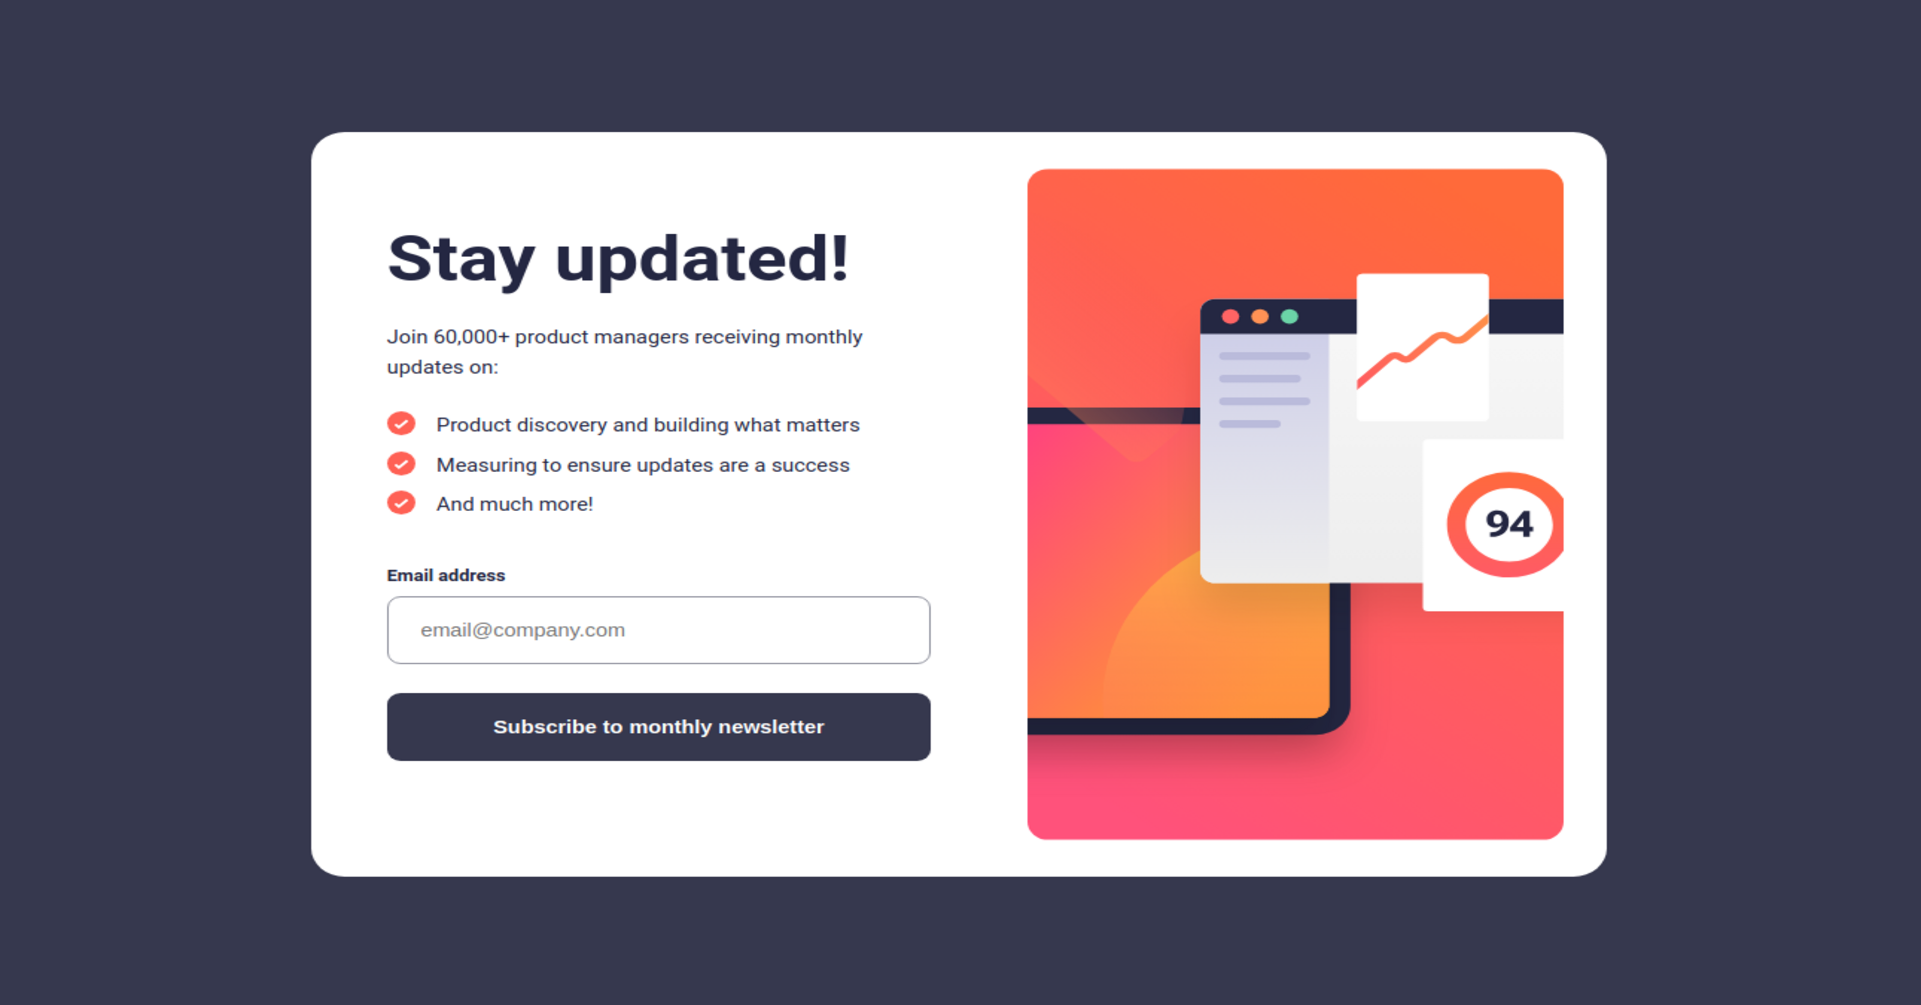 Stay updated!
Join 60,000+ product managers receiving monthly
updates on:
Product discovery and building what matters
Measuring to ensure updates are a success
And much more!
Email address
email@company.com
Subscribe to monthly newsletter
94